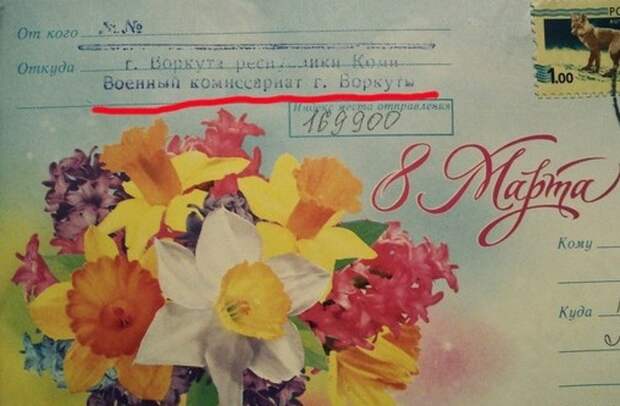 От кого № №
г. Воркута республики Коми
Откуда
Военный комиссариат г. Воркуты
Индекс места отправления
169900
8 Марта
Кому
Куда
РО
1.00